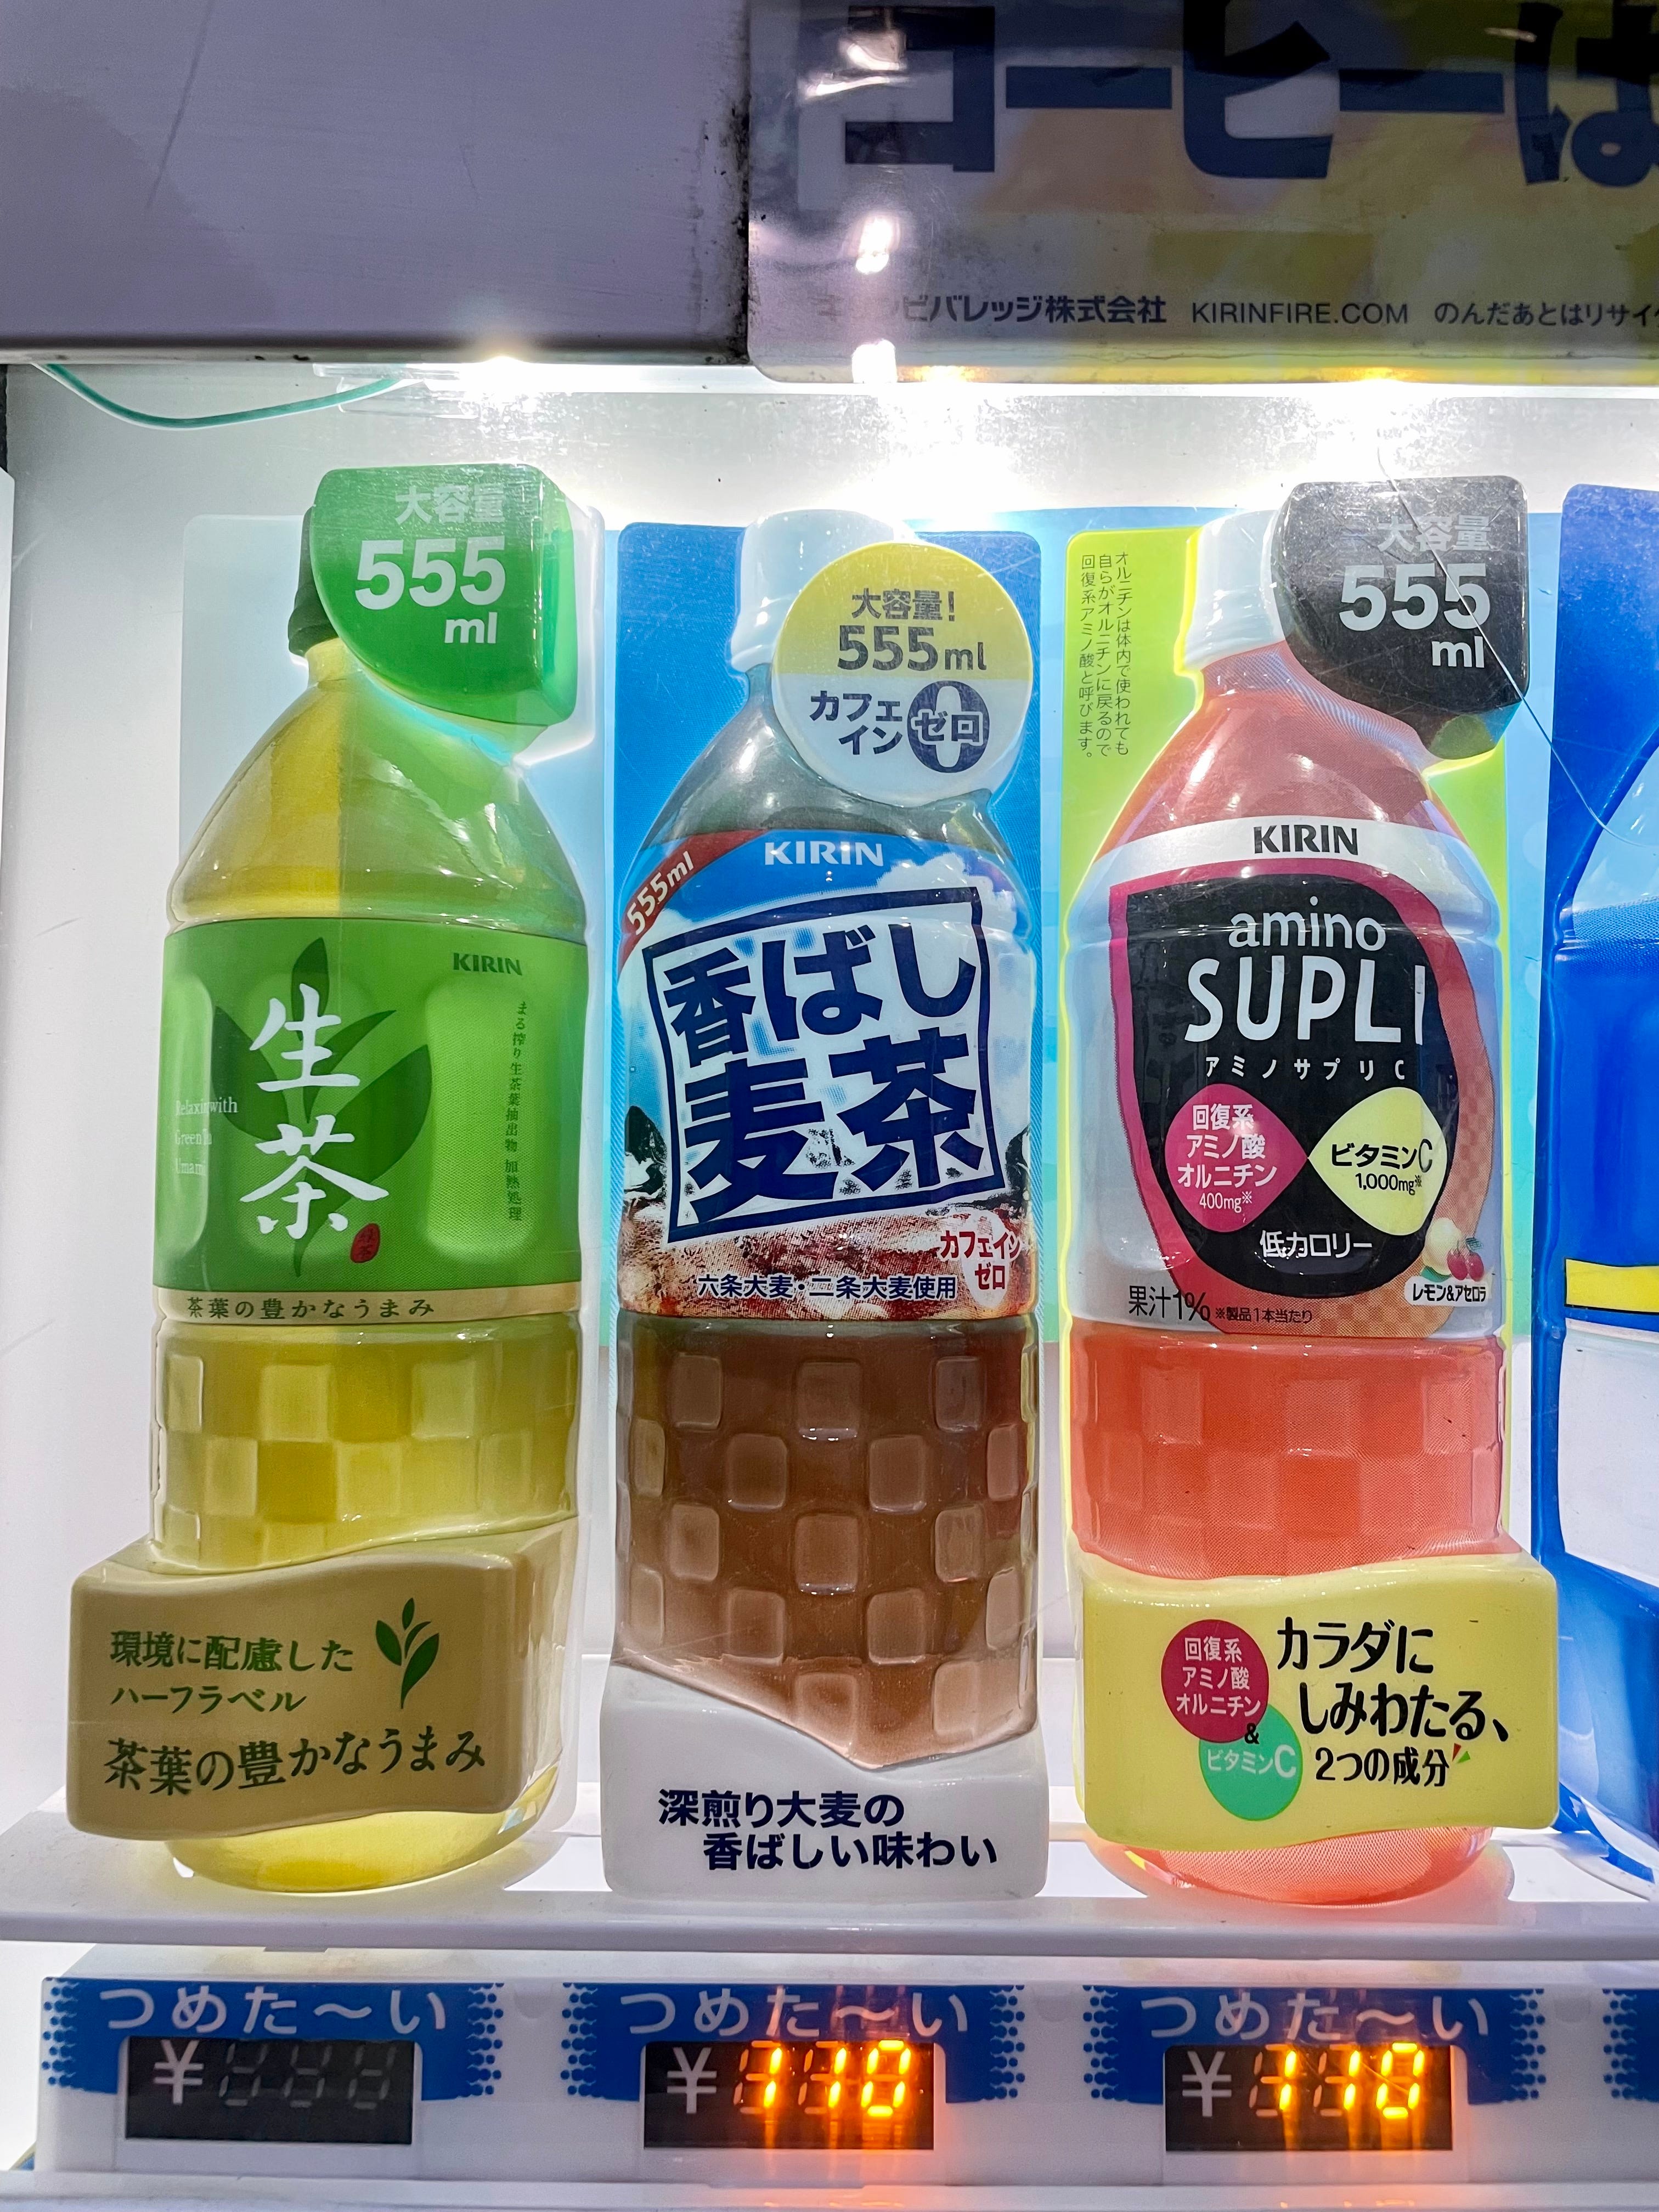 コーヒーは
ビバレッジ株式会社 KIRINFIRE.COM のんだあとはリサイ
大容量
555
ml
KIRIN
生茶
まる搾り生茶葉抽出物 加熱処理
Relaxing with
Green
Umami
茶葉の豊かなうまみ
環境に配慮した
ハーフラベル
茶葉の豊かなうまみ
大容量!
555ml
カフェ
イン
ゼロ
555ml
KIRIN
香ばし
麦茶
カフェイン
ゼロ
六条大麦・二条大麦使用
深煎り大麦の
香ばしい味わい
オルニチンは体内で使われても
自らがオルニチンに戻るので
回復系アミノ酸と呼びます。
大容量
555
ml
KIRIN
amino
SUPLI
アミノサプリC
回復系
アミノ酸
オルニチン
400mg※
ビタミンC
1,000mg※
低カロリー
レモン&アセロラ
果汁1% ※製品1本当たり
回復系
アミノ酸
オルニチン
&
ビタミンC
カラダに
しみわたる、
2つの成分
つめた〜い
¥
つめた〜い
¥ 110
つめた〜い
¥ 110